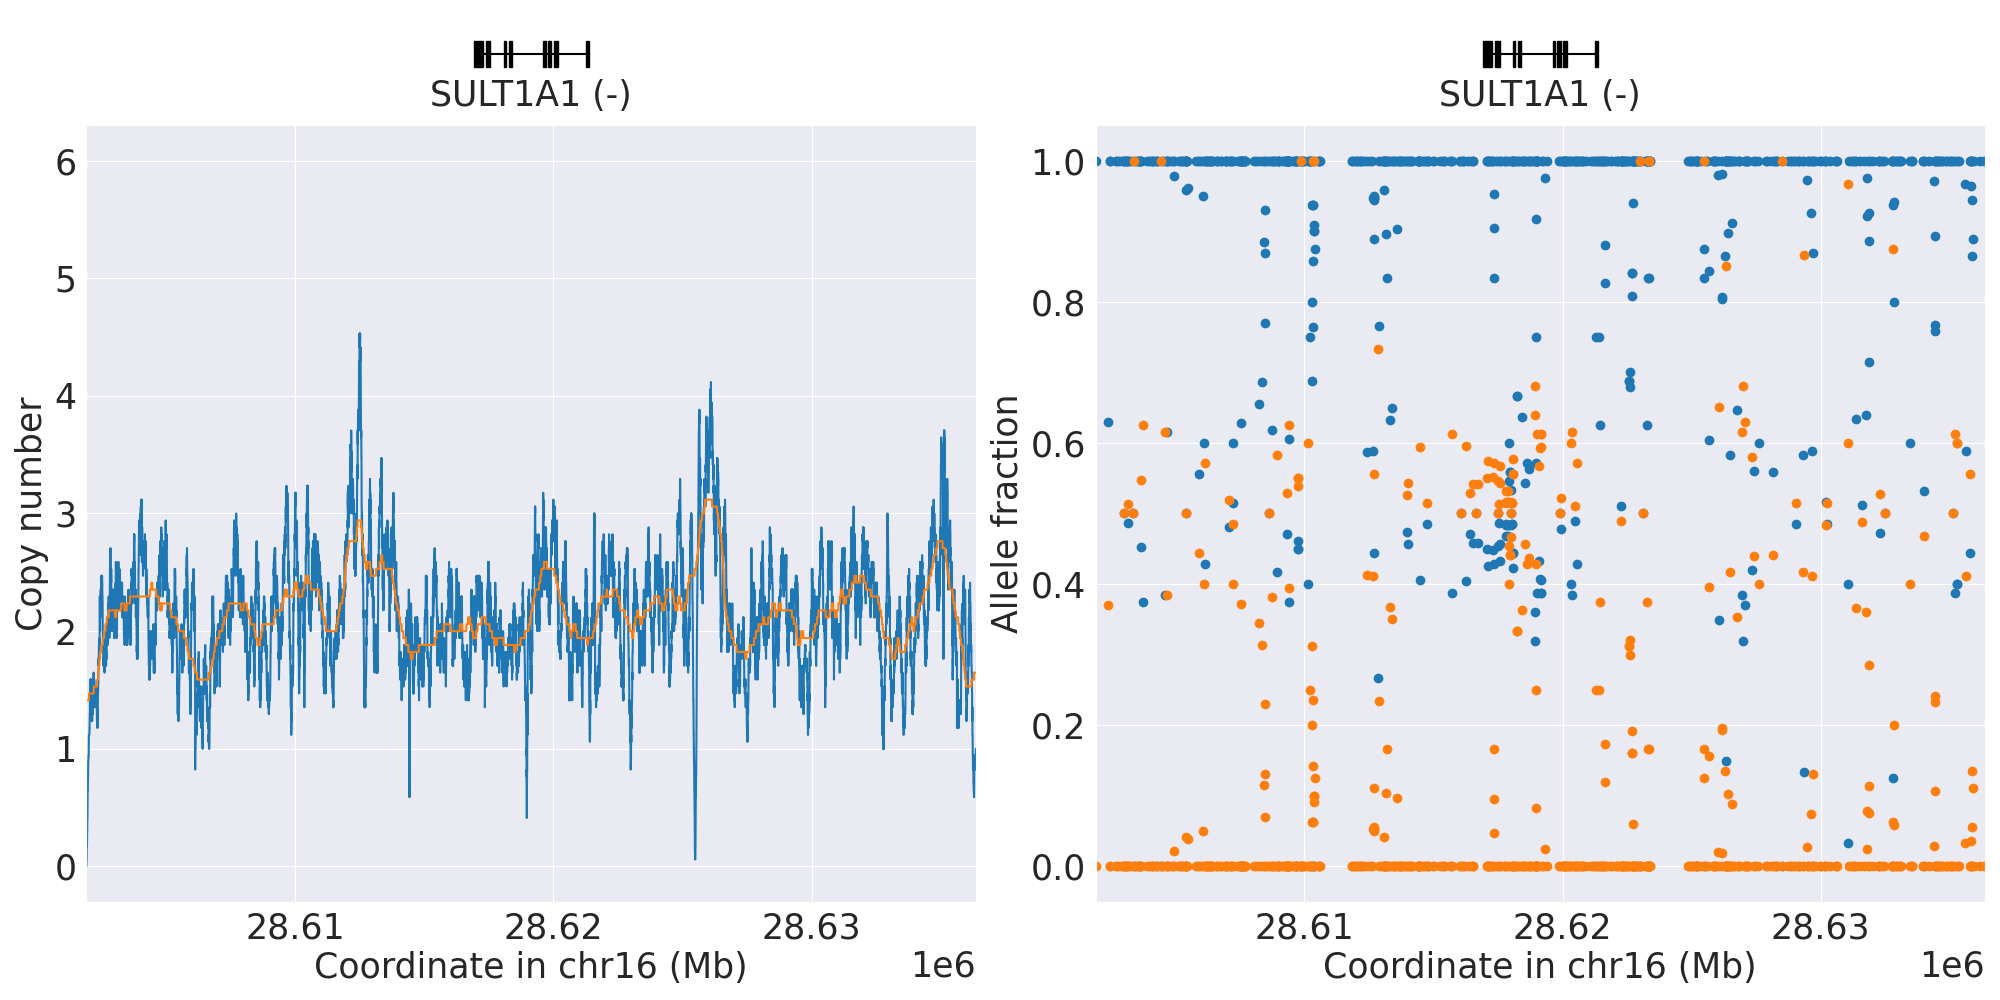 SULT1A1 (-)
6
5
4
3
2
1
0
Copy number
28.61
28.62
28.63
Coordinate in chr16 (Mb)
1e6
SULT1A1 (-)
1.0
0.8
0.6
0.4
0.2
0.0
Allele fraction
28.61
28.62
28.63
Coordinate in chr16 (Mb)
1e6